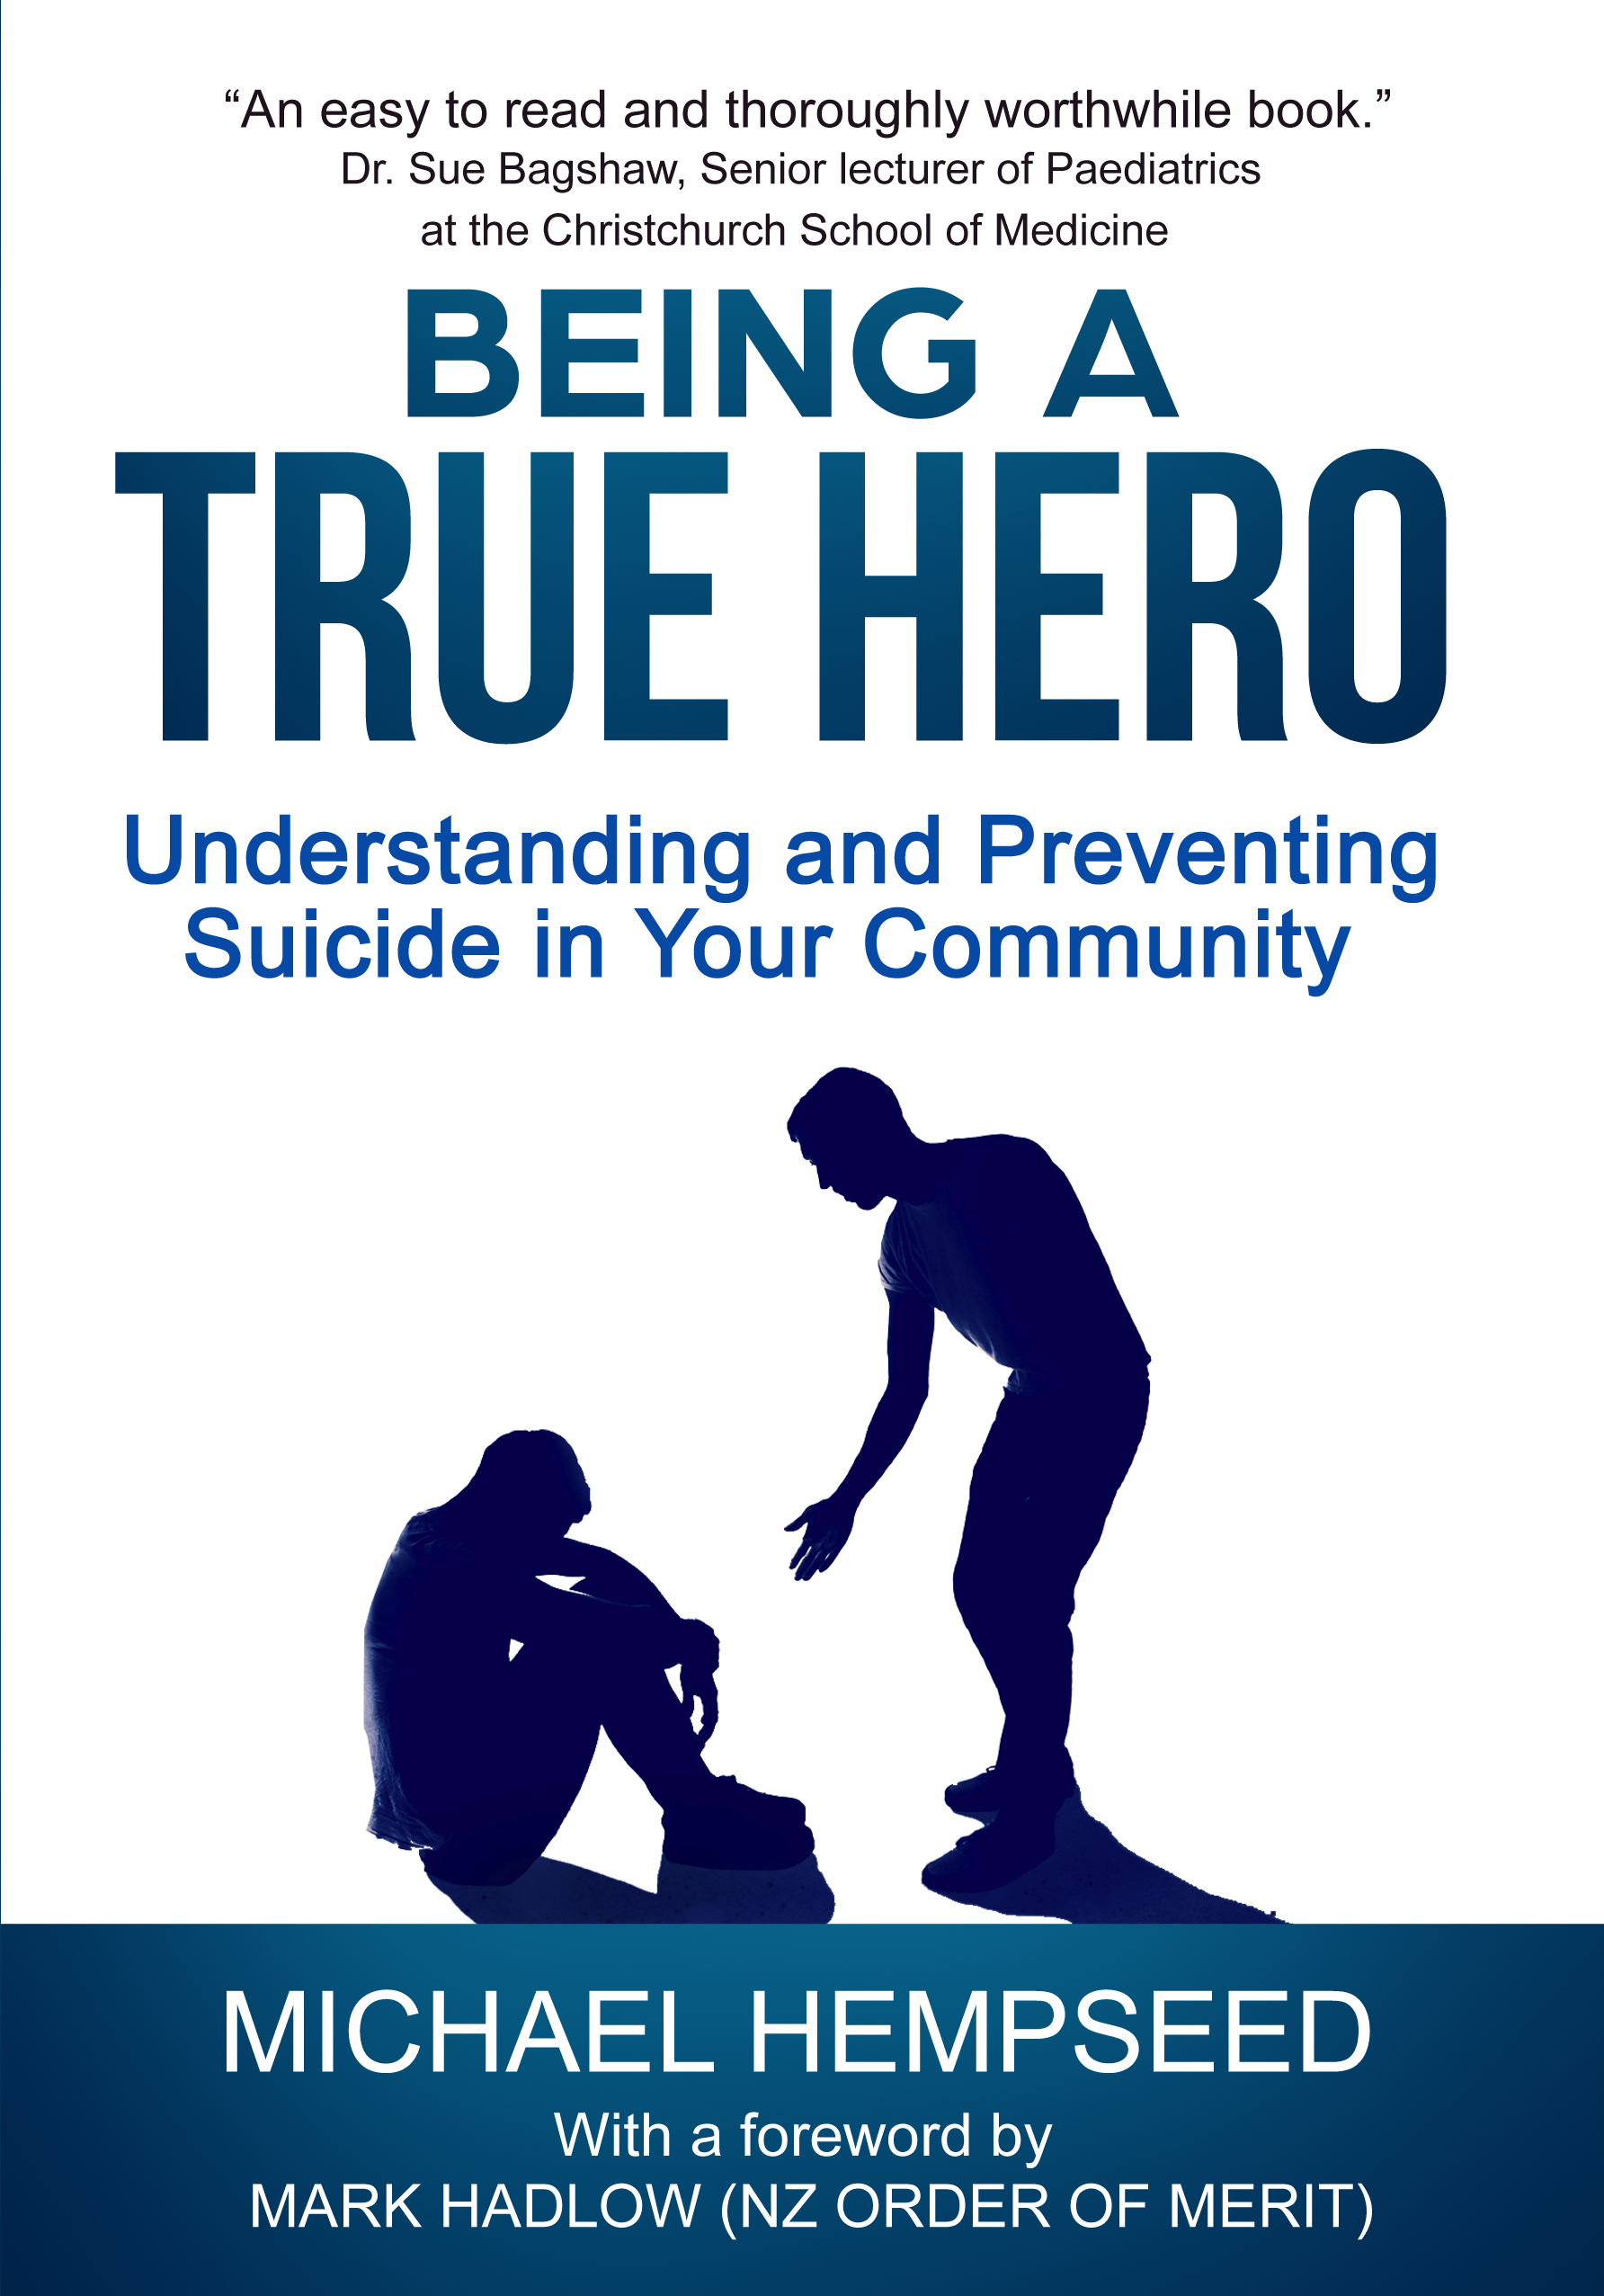 “An easy to read and thoroughly worthwhile book.”
Dr. Sue Bagshaw, Senior lecturer of Paediatrics
at the Christchurch School of Medicine
BEING A
TRUE HERO
Understanding and Preventing
Suicide in Your Community
MICHAEL HEMPSEED
With a foreword by
MARK HADLOW (NZ ORDER OF MERIT)